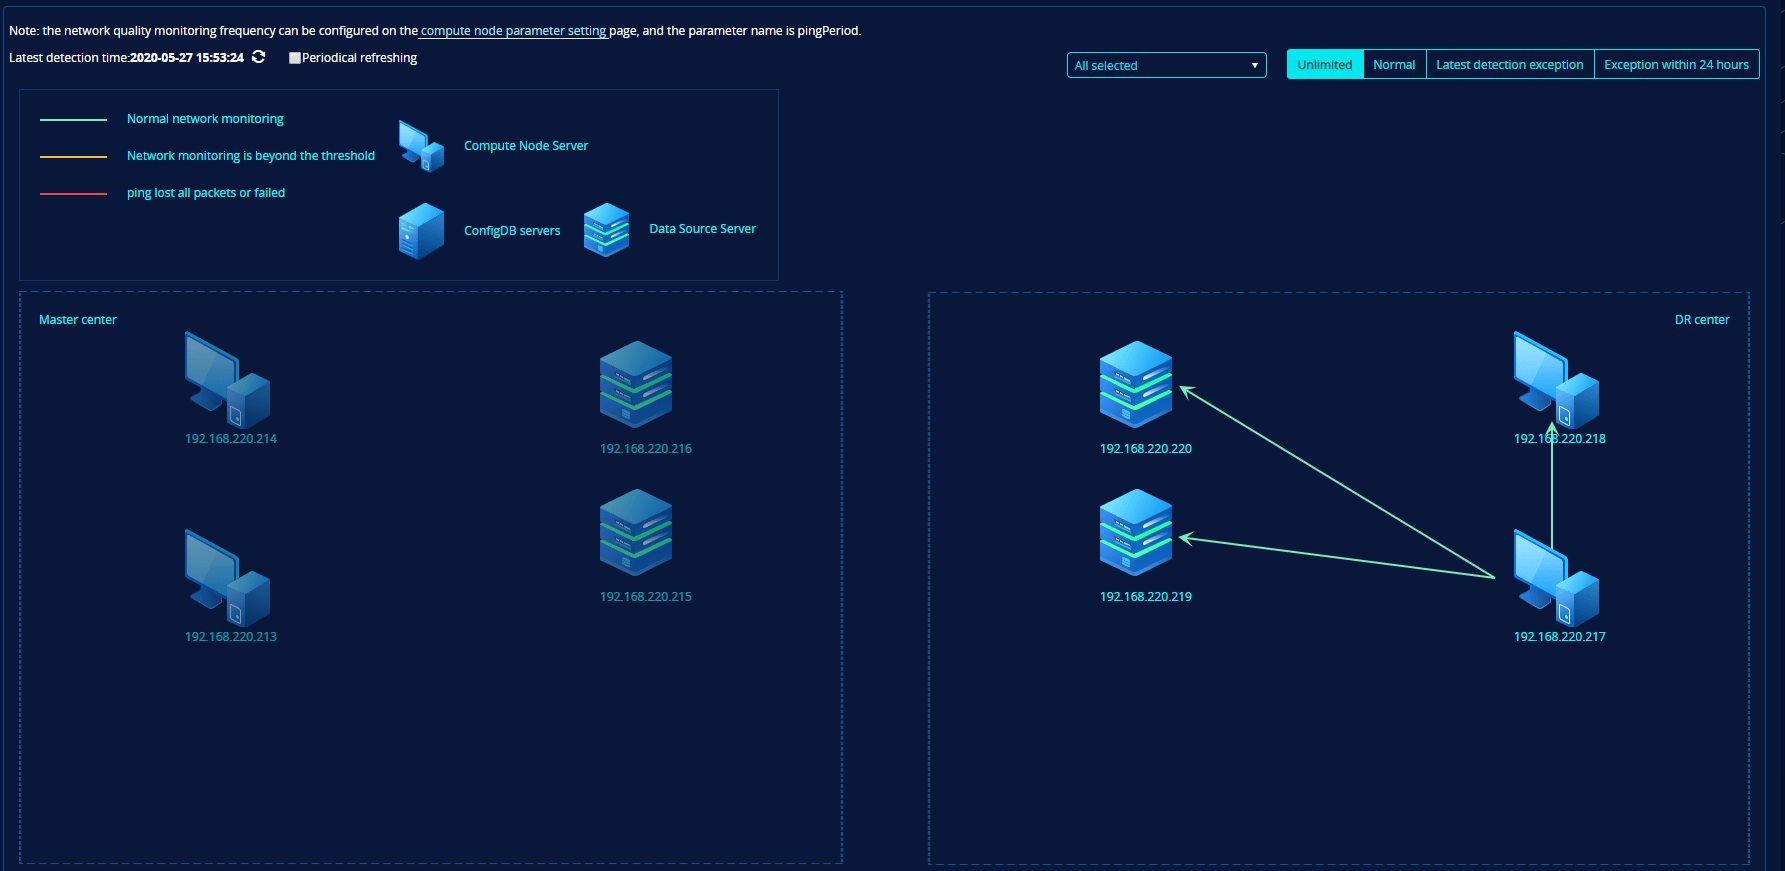 Note: the network quality monitoring frequency can be configured on the compute node parameter setting page, and the parameter name is pingPeriod.
Latest detection time:2020-05-27 15:53:24 Periodical refreshing
All selected
Unlimited Normal Latest detection exception Exception within 24 hours
Normal network monitoring
Network monitoring is beyond the threshold
ping lost all packets or failed
Compute Node Server
ConfigDB servers
Data Source Server
Master center
192.168.220.214
192.168.220.216
192.168.220.213
192.168.220.215
DR center
192.168.220.220
192.168.220.218
192.168.220.219
192.168.220.217